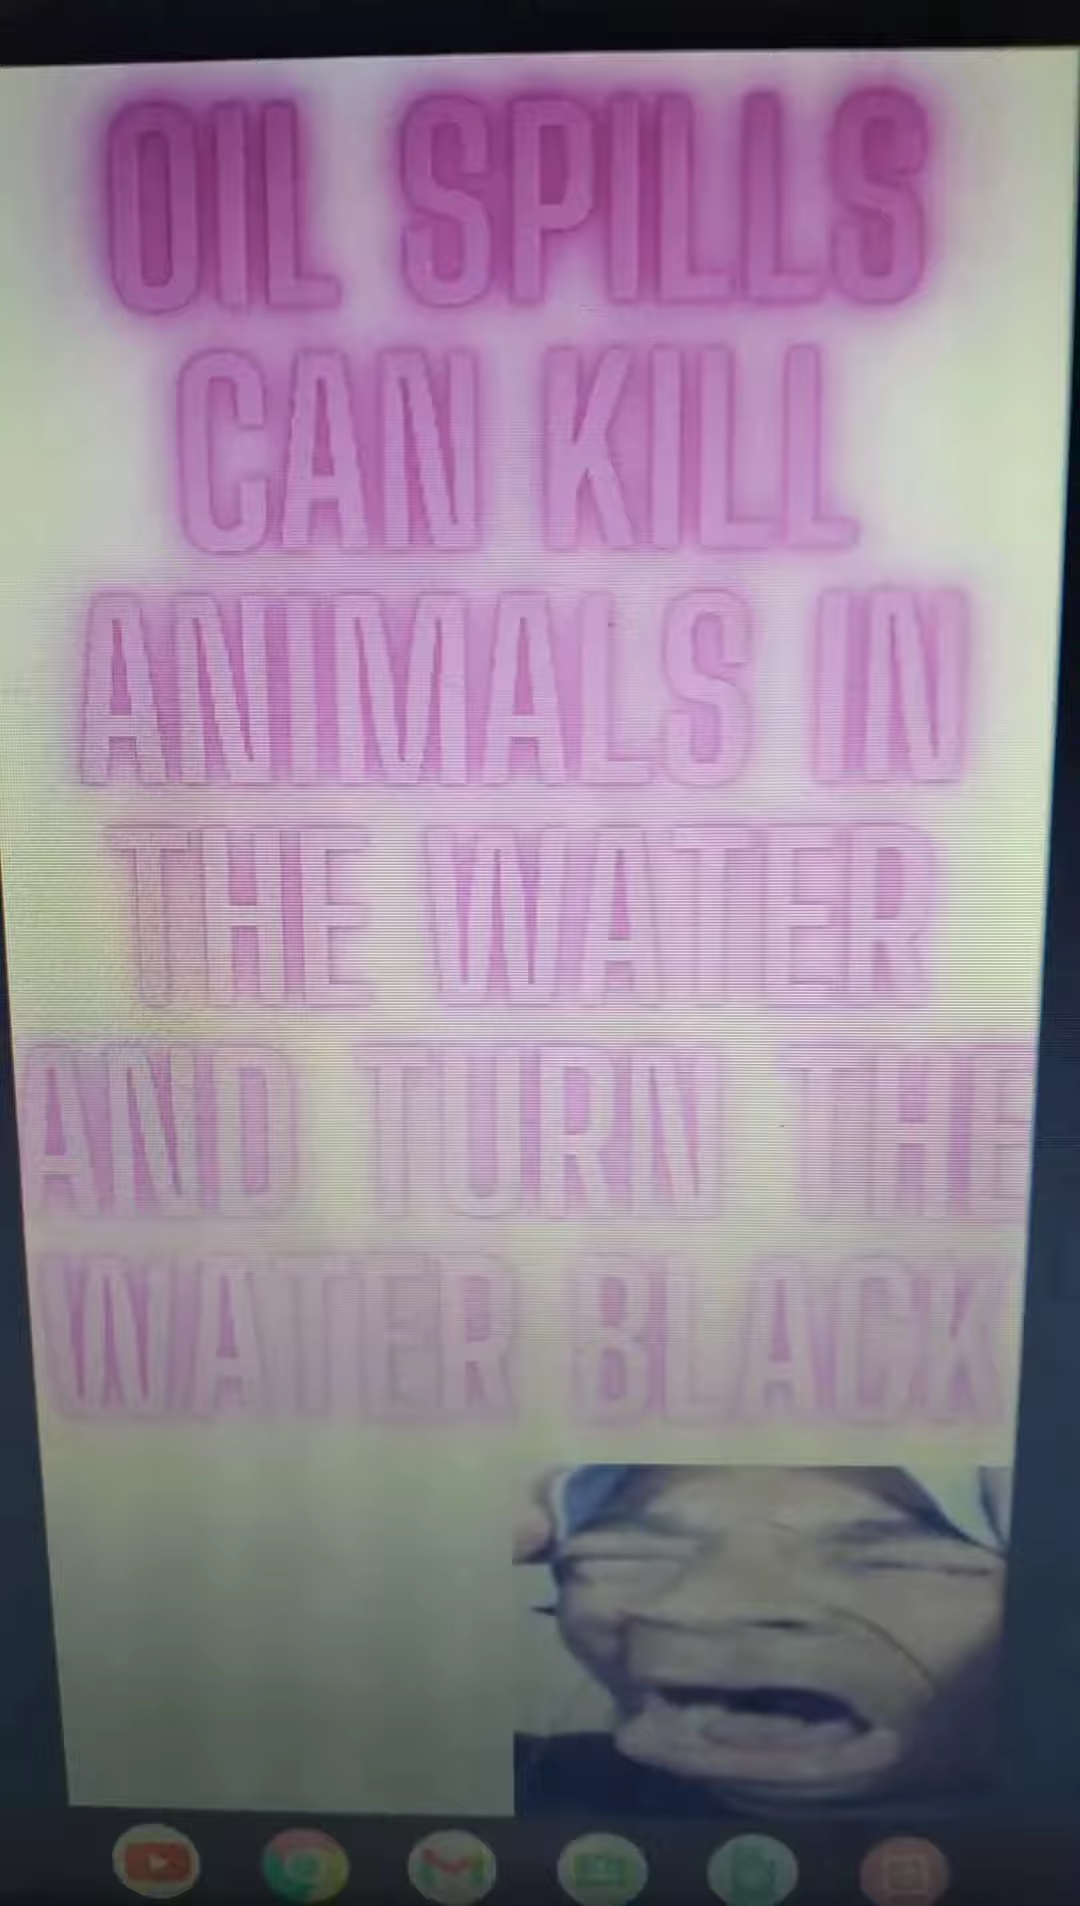 OIL SPILLS
CAN KILL
ANIMALS IN
THE WATER
AND TURN THE
WATER BLACK